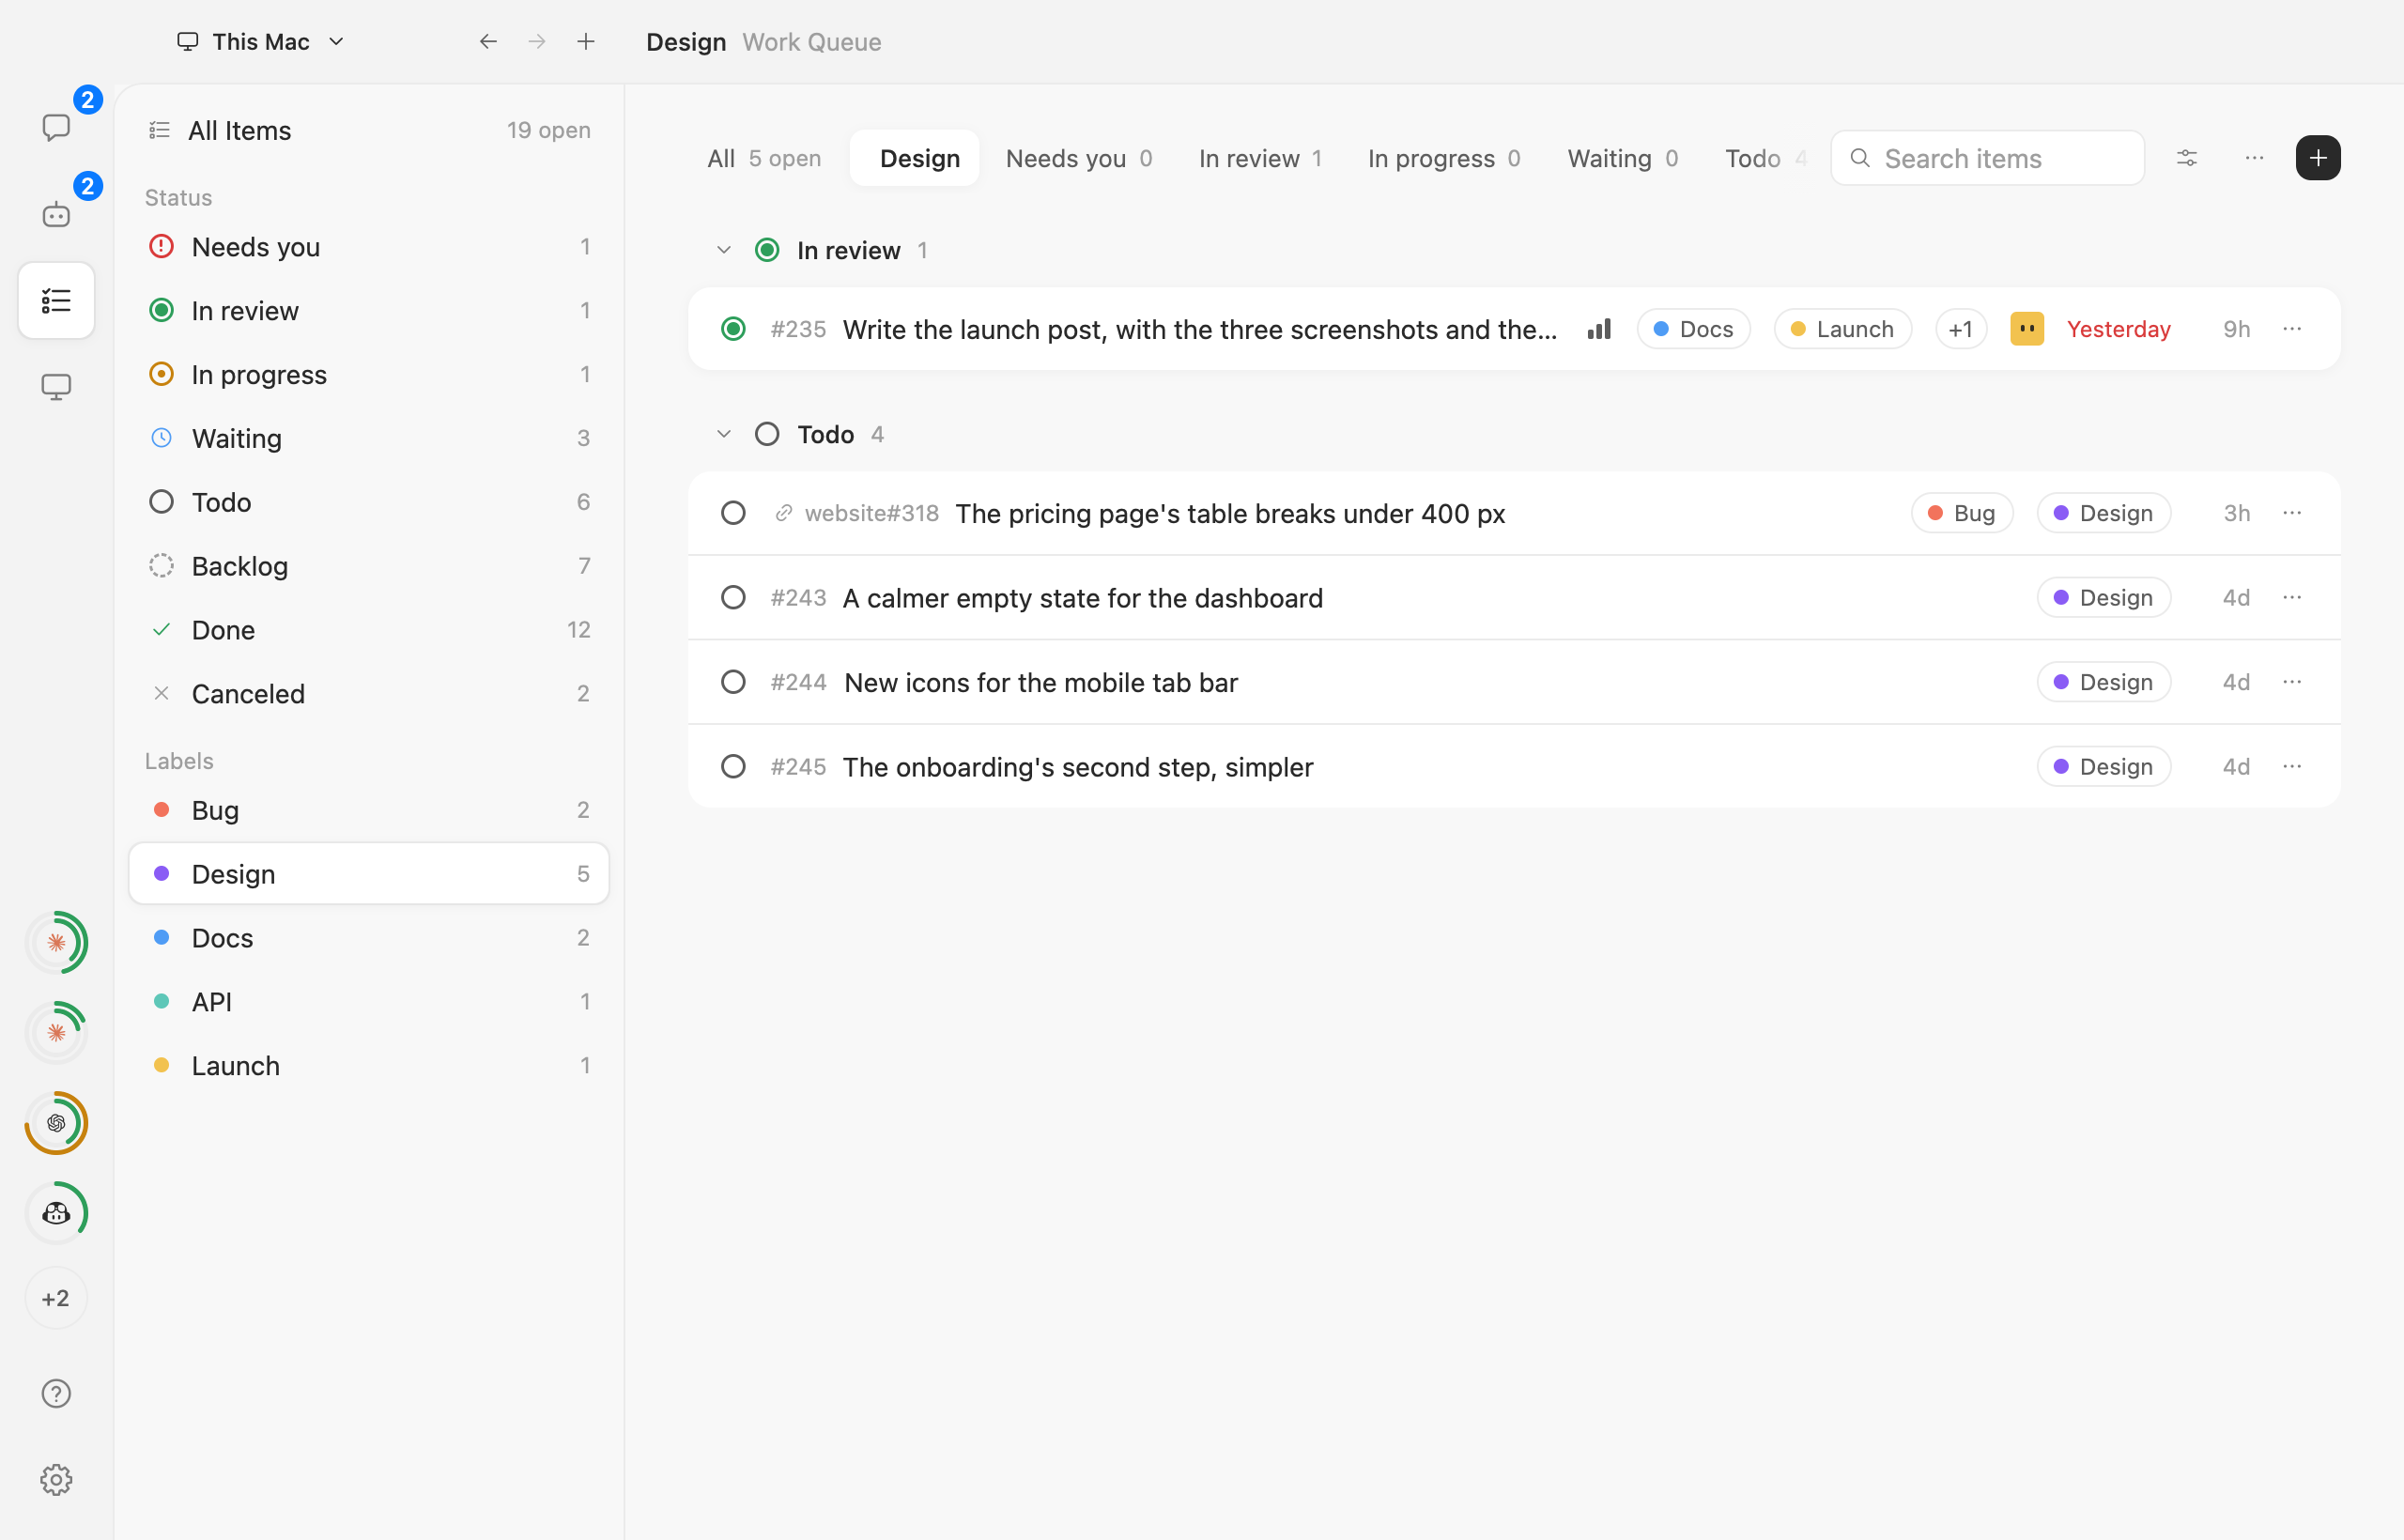 This Mac
Design Work Queue
2
2
All Items 19 open
Status
Needs you 1
In review 1
In progress 1
Waiting 3
Todo 6
Backlog 7
Done 12
Canceled 2
Labels
Bug 2
Design 5
Docs 2
API 1
Launch 1
+2
All 5 open Design Needs you 0 In review 1 In progress 0 Waiting 0 Todo 4 Search items
In review 1
#235 Write the launch post, with the three screenshots and the... Docs Launch +1 Yesterday 9h
Todo 4
website#318 The pricing page's table breaks under 400 px Bug Design 3h
#243 A calmer empty state for the dashboard Design 4d
#244 New icons for the mobile tab bar Design 4d
#245 The onboarding's second step, simpler Design 4d